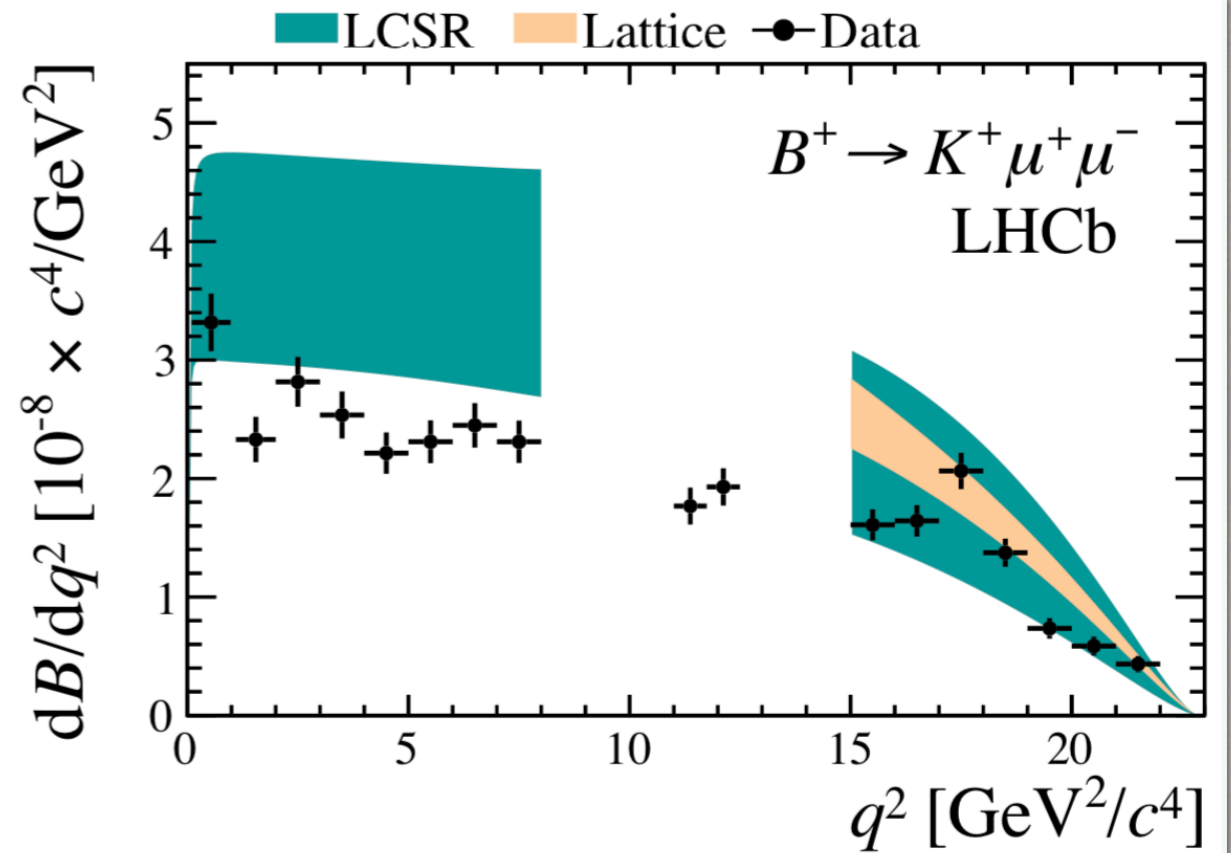 LCSR Lattice Data
dB/dq² [10⁻⁸ × c⁴/GeV²]
5
4
3
2
1
0
B⁺ → K⁺μ⁺μ⁻
LHCb
0 5 10 15 20
q² [GeV²/c⁴]